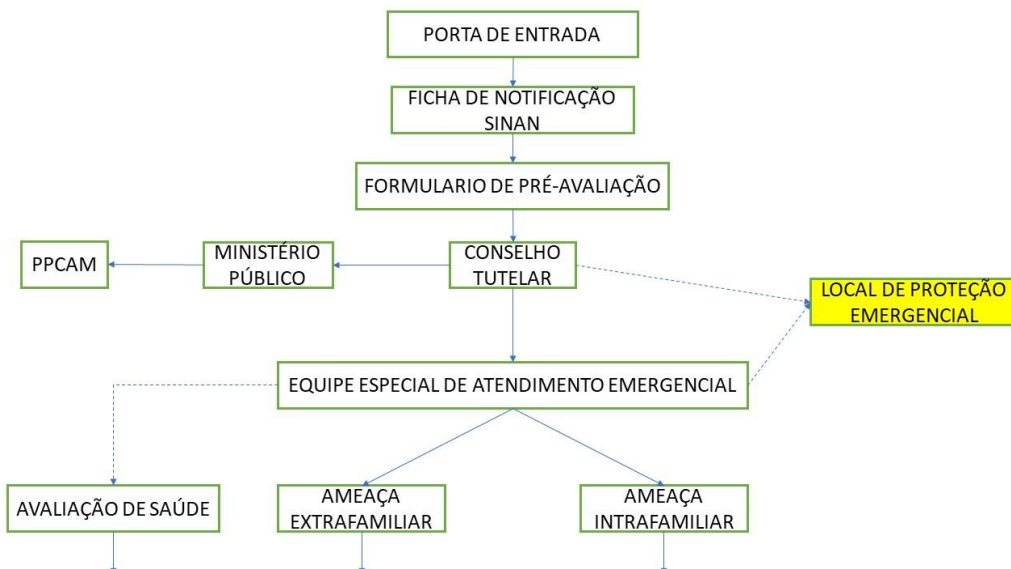 PORTA DE ENTRADA
FICHA DE NOTIFICAÇÃO
SINAN
FORMULARIO DE PRÉ-AVALIAÇÃO
PPCAM
MINISTÉRIO
PÚBLICO
CONSELHO
TUTELAR
LOCAL DE PROTEÇÃO
EMERGENCIAL
EQUIPE ESPECIAL DE ATENDIMENTO EMERGENCIAL
AVALIAÇÃO DE SAÚDE
AMEAÇA
EXTRAFAMILIAR
AMEAÇA
INTRAFAMILIAR